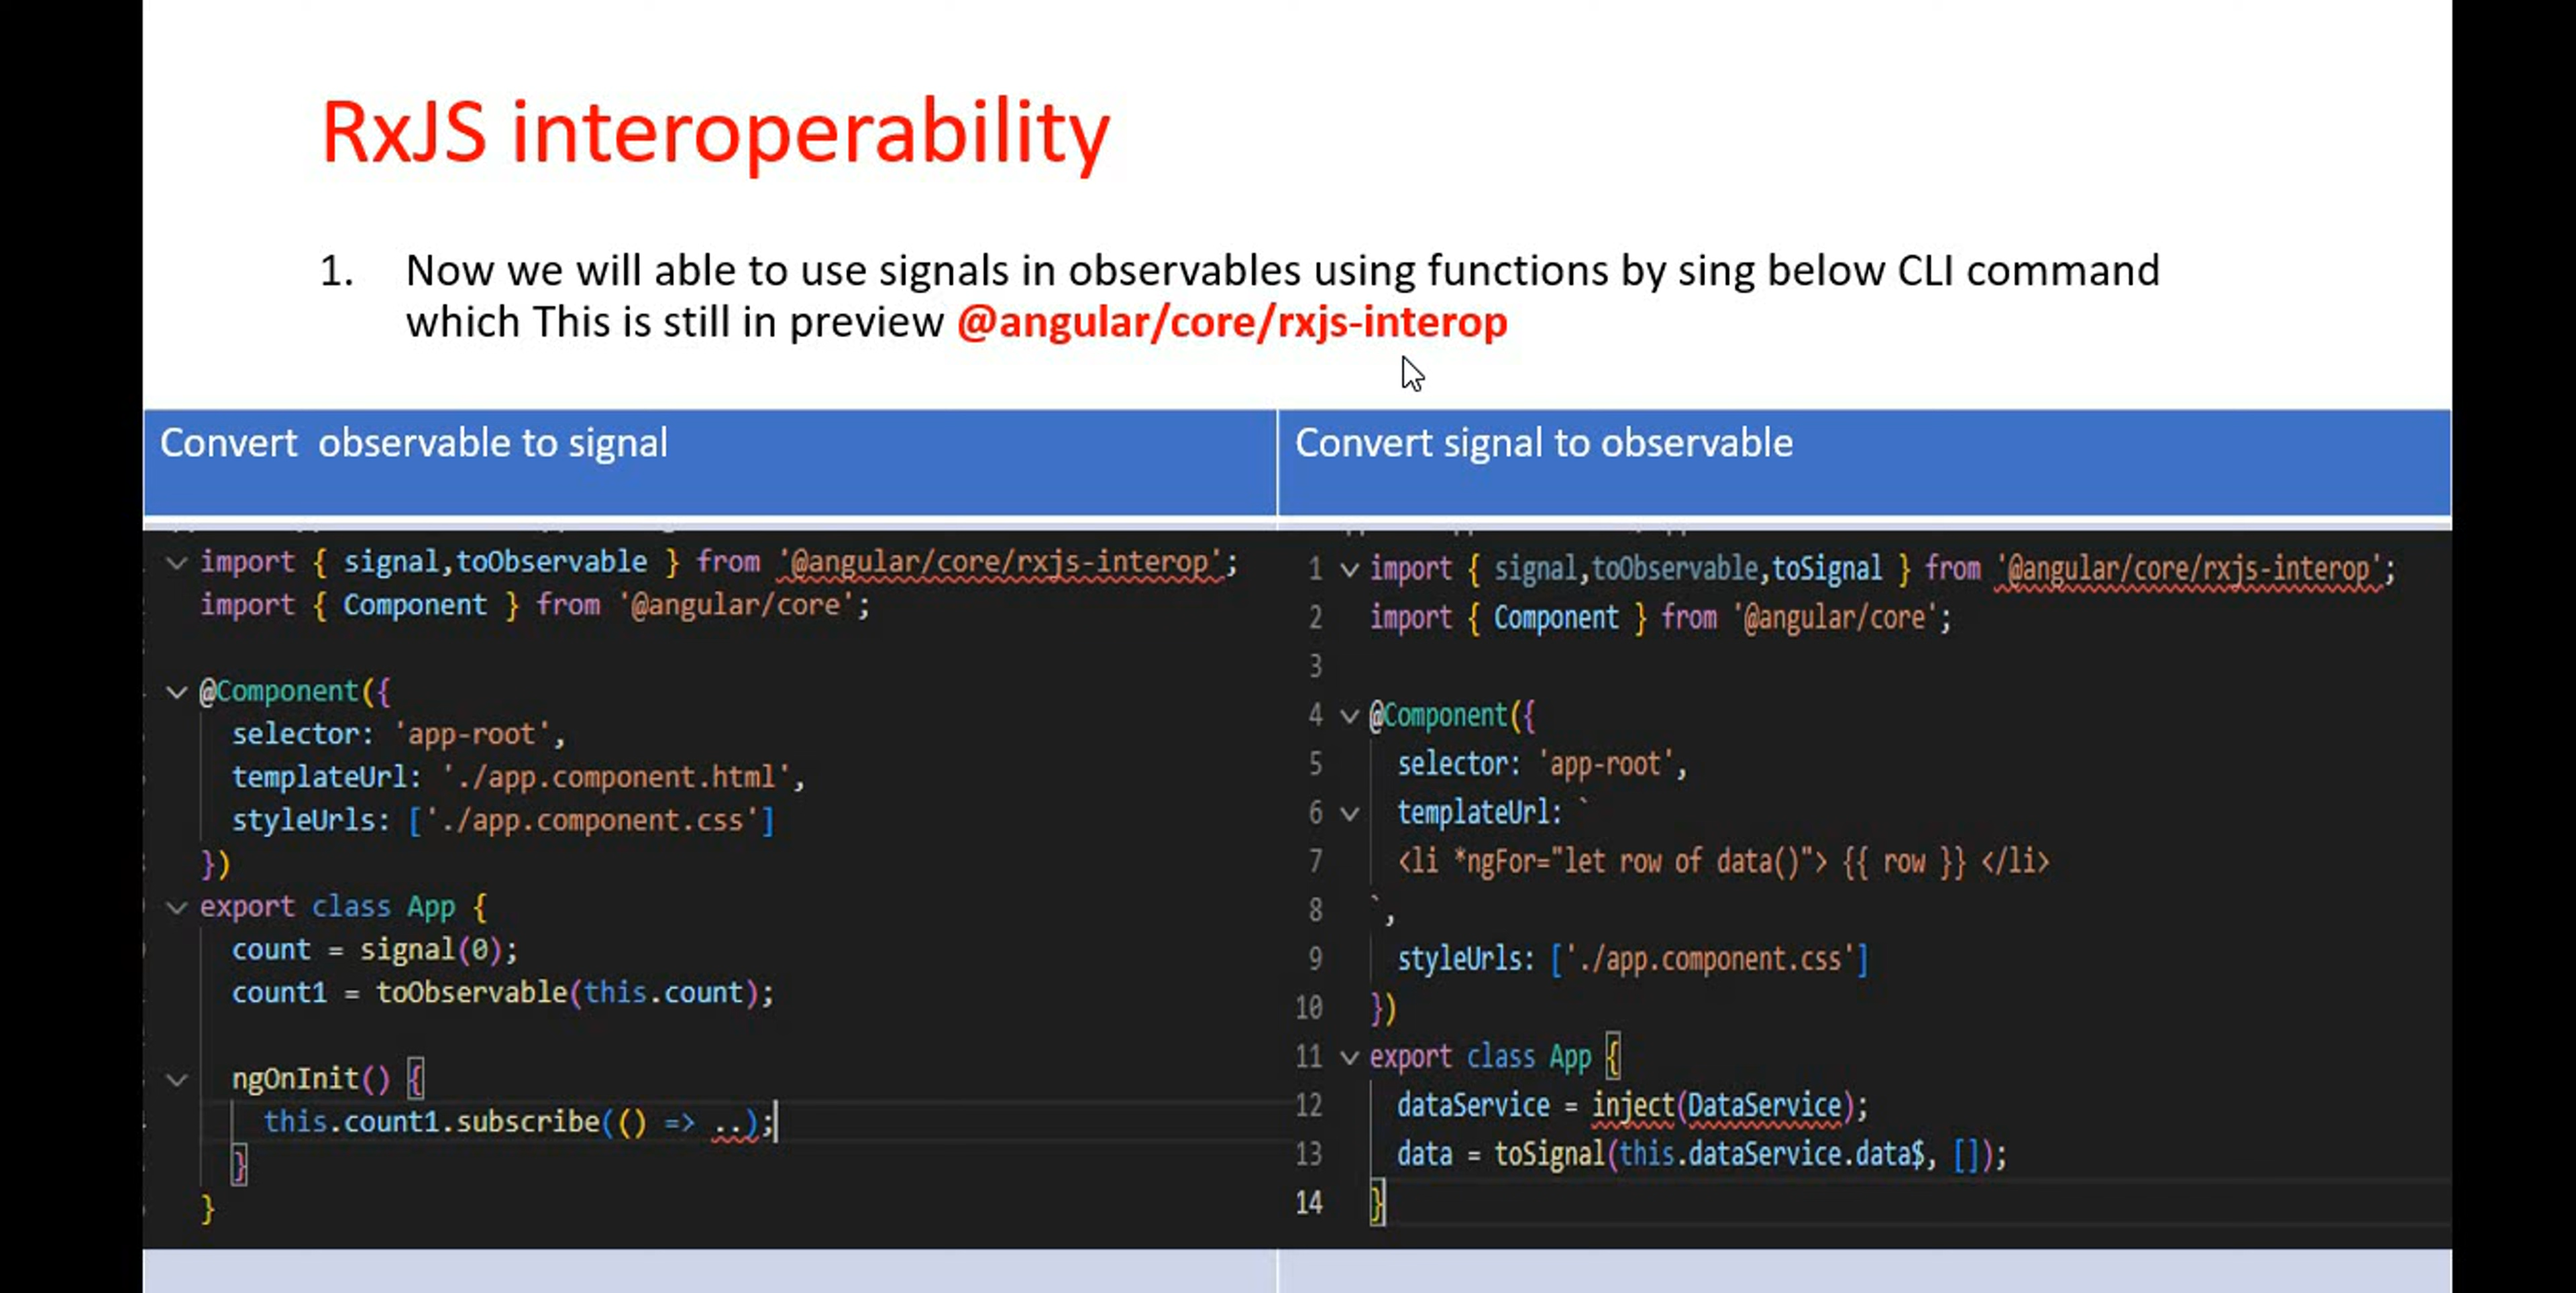 RxJS interoperability
1. Now we will able to use signals in observables using functions by sing below CLI command
which This is still in preview @angular/core/rxjs-interop
Convert  observable to signal
import { signal,toObservable } from '@angular/core/rxjs-interop';
import { Component } from '@angular/core';
@Component({
selector: 'app-root',
templateUrl: './app.component.html',
styleUrls: ['./app.component.css']
})
export class App {
count = signal(0);
count1 = toObservable(this.count);
ngOnInit() {
this.count1.subscribe(() => ..);
}
}
Convert signal to observable
1 import { signal,toObservable,toSignal } from '@angular/core/rxjs-interop';
2 import { Component } from '@angular/core';
3
4 @Component({
5 selector: 'app-root',
6 templateUrl: `
7 <li *ngFor="let row of data()"> {{ row }} </li>
8 `,
9 styleUrls: ['./app.component.css']
10 })
11 export class App {
12 dataService = inject(DataService);
13 data = toSignal(this.dataService.data$, []);
14 }